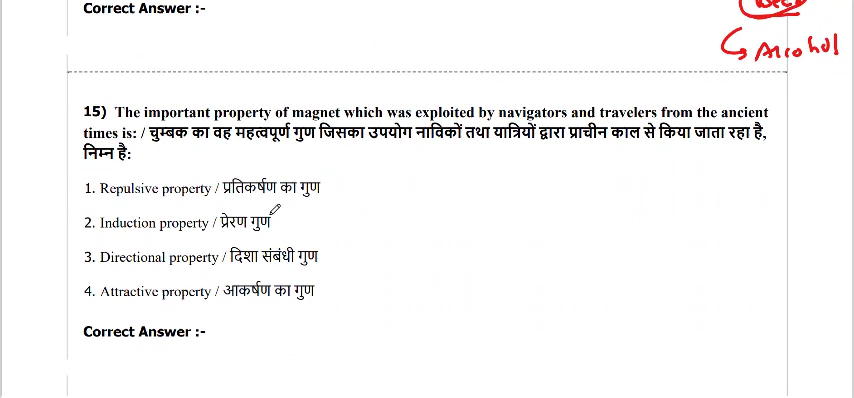 Correct Answer :-
Alcohol
15) The important property of magnet which was exploited by navigators and travelers from the ancient
times is: / चुम्बक का वह महत्वपूर्ण गुण जिसका उपयोग नाविकों तथा यात्रियों द्वारा प्राचीन काल से किया जाता रहा है,
निम्न है:
1. Repulsive property / प्रतिकर्षण का गुण
2. Induction property / प्रेरण गुण
3. Directional property / दिशा संबंधी गुण
4. Attractive property / आकर्षण का गुण
Correct Answer :-